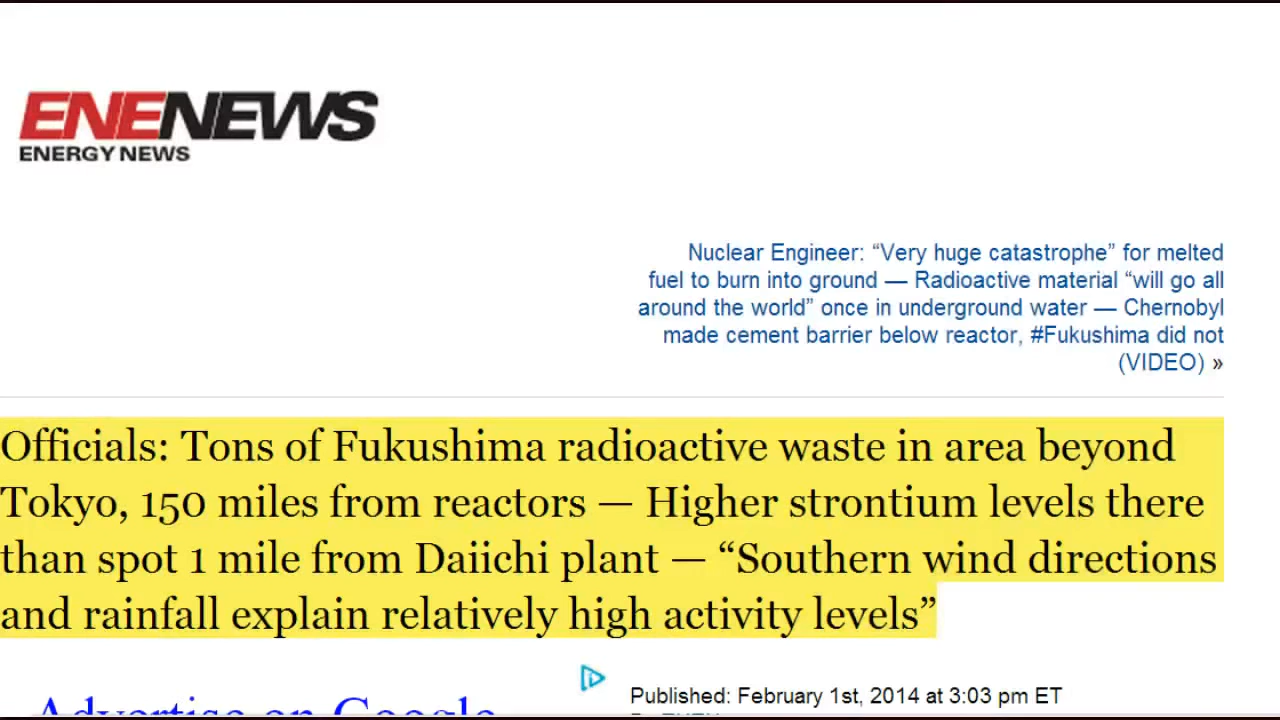 ENENEWS
ENERGY NEWS
Nuclear Engineer: “Very huge catastrophe” for melted
fuel to burn into ground — Radioactive material “will go all
around the world” once in underground water — Chernobyl
made cement barrier below reactor, #Fukushima did not
(VIDEO) »
Officials: Tons of Fukushima radioactive waste in area beyond
Tokyo, 150 miles from reactors — Higher strontium levels there
than spot 1 mile from Daiichi plant — “Southern wind directions
and rainfall explain relatively high activity levels”
Advertise on Google
Published: February 1st, 2014 at 3:03 pm ET